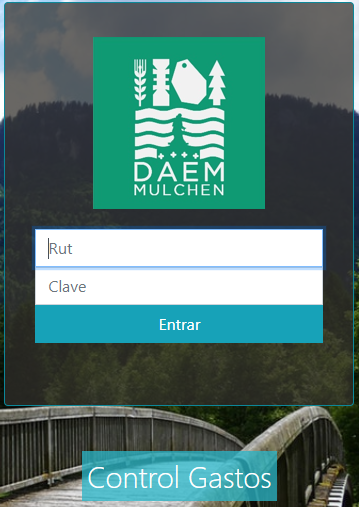 DAEM
MULCHEN
Rut
Clave
Entrar
Control Gastos